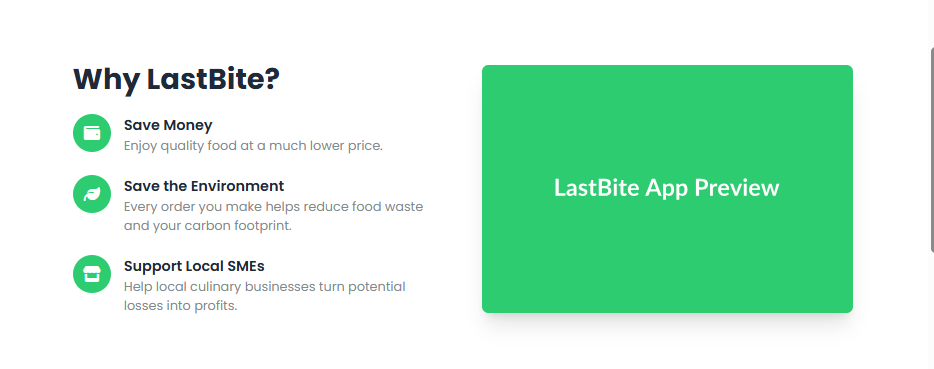 Why LastBite?
Save Money
Enjoy quality food at a much lower price.
Save the Environment
Every order you make helps reduce food waste
and your carbon footprint.
Support Local SMEs
Help local culinary businesses turn potential
losses into profits.
LastBite App Preview